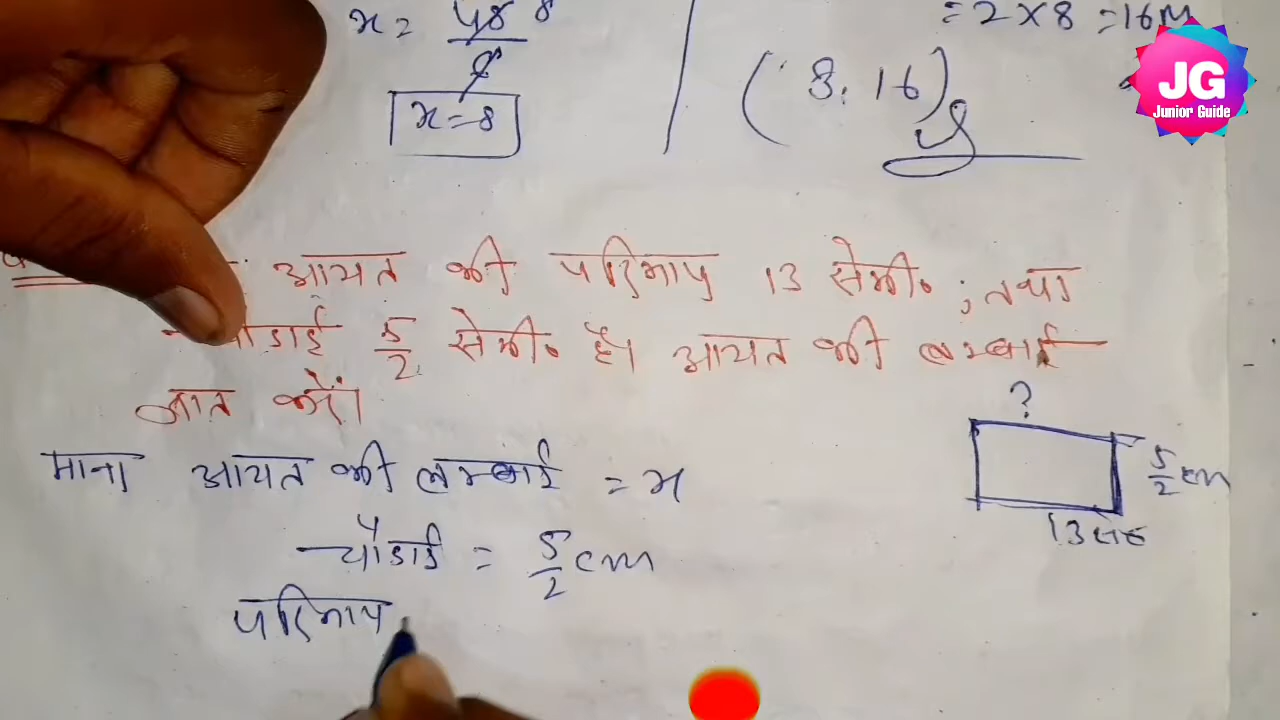 x = 48 8
6
x = 8
= 2 × 8 = 16M
(8, 16)
JG
Junior Guide
आयत की परिमाप 13 सेमी. , तथा
चौड़ाई 5/2 सेमी. है। आयत की लम्बाई
ज्ञात करें।
माना आयत की लम्बाई = x
चौडाई = 5/2 cm
परिमाप
?
5/2 cm
13 सेमी